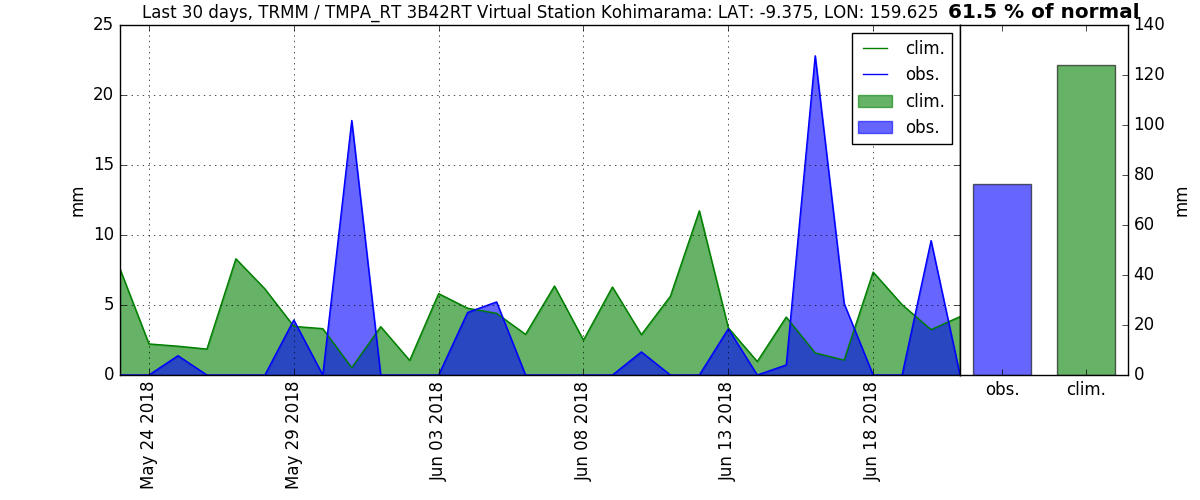 Last 30 days, TRMM / TMPA_RT 3B42RT Virtual Station Kohimarama: LAT: -9.375, LON: 159.625
61.5 % of normal
25
20
15
10
5
0
mm
clim.
obs.
clim.
obs.
May 24 2018
May 29 2018
Jun 03 2018
Jun 08 2018
Jun 13 2018
Jun 18 2018
140
120
100
80
60
40
20
0
mm
obs.
clim.